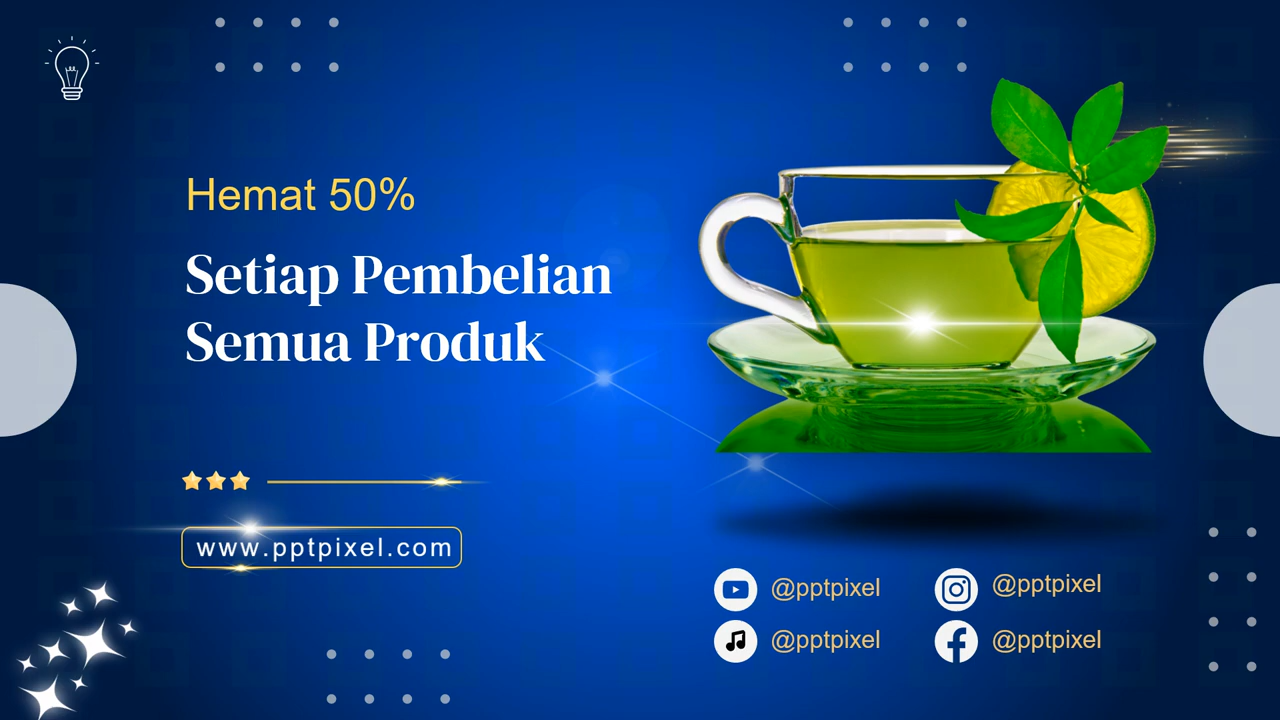 Hemat 50%
Setiap Pembelian
Semua Produk
www.pptpixel.com
@pptpixel
@pptpixel
@pptpixel
@pptpixel